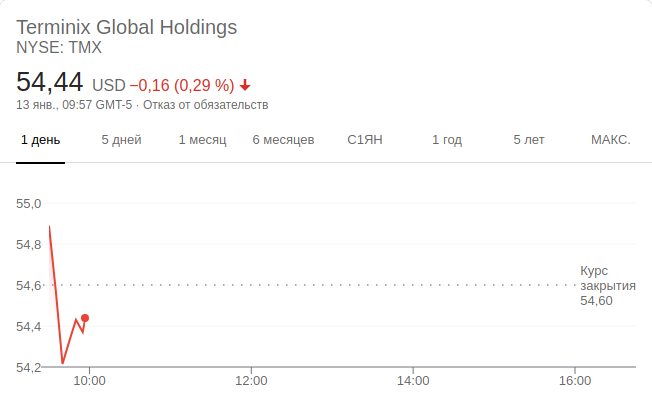 Terminix Global Holdings
NYSE: TMX
54,44 USD −0,16 (0,29 %)
13 янв., 09:57 GMT-5 · Отказ от обязательств
1 день 5 дней 1 месяц 6 месяцев С1ЯН 1 год 5 лет МАКС.
55,0
54,8
54,6
54,4
54,2
Курс
закрытия
54,60
10:00 12:00 14:00 16:00